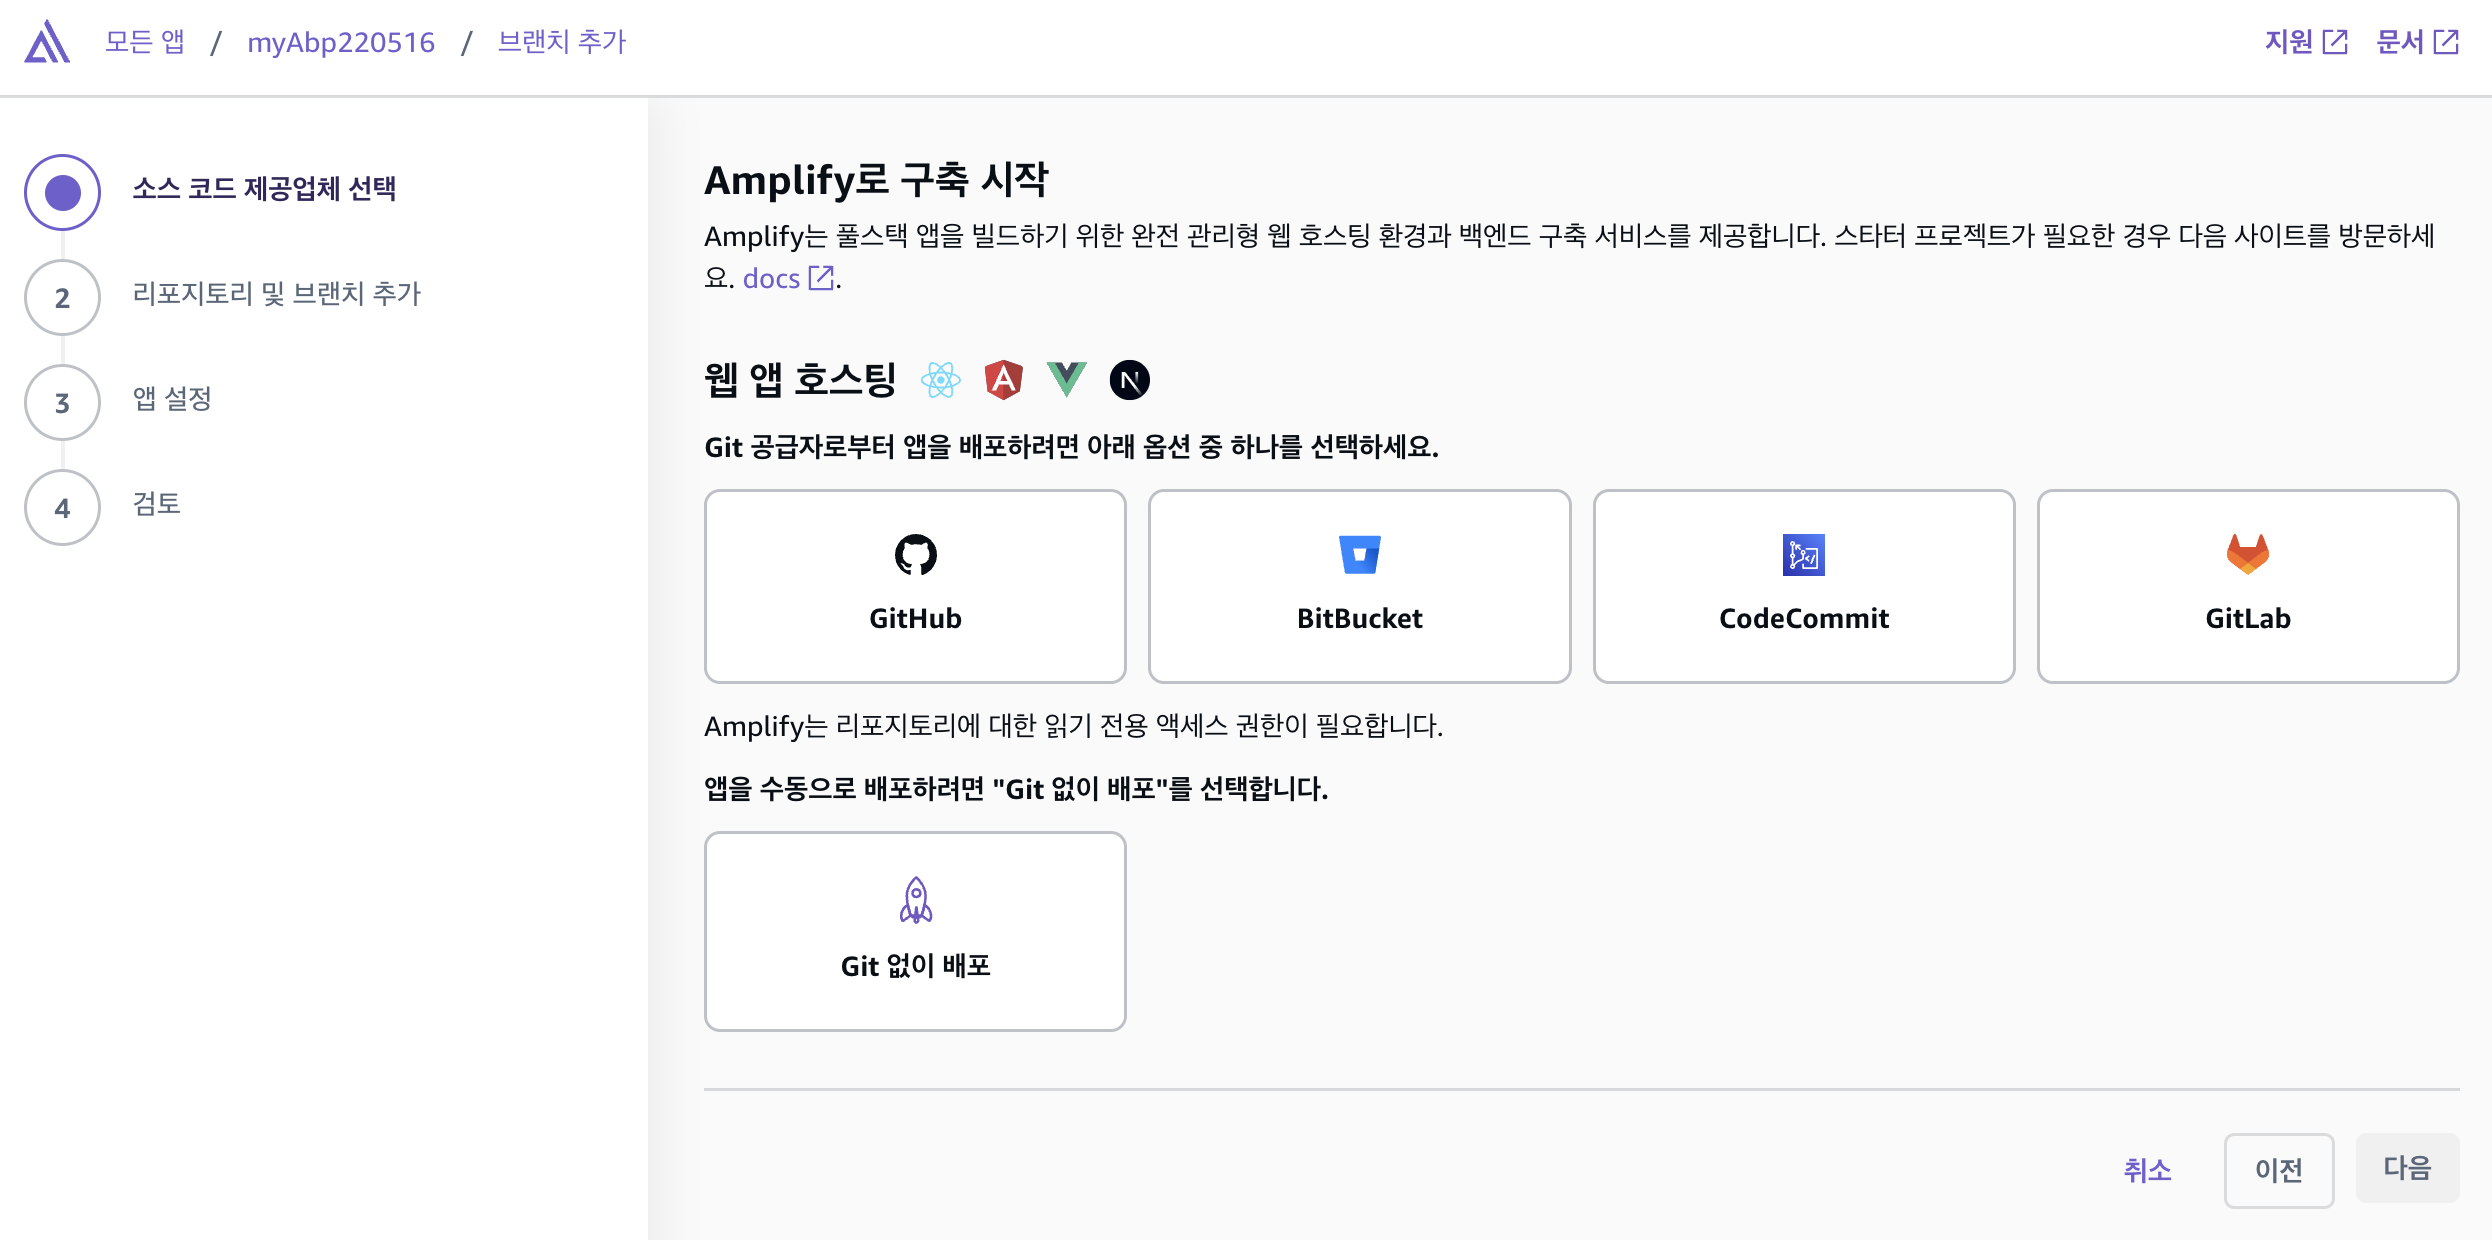 모든 앱 / myAbp220516 / 브랜치 추가
지원 문서
소스 코드 제공업체 선택
2 리포지토리 및 브랜치 추가
3 앱 설정
4 검토
Amplify로 구축 시작
Amplify는 풀스택 앱을 빌드하기 위한 완전 관리형 웹 호스팅 환경과 백엔드 구축 서비스를 제공합니다. 스타터 프로젝트가 필요한 경우 다음 사이트를 방문하세
요. docs.
웹 앱 호스팅
Git 공급자로부터 앱을 배포하려면 아래 옵션 중 하나를 선택하세요.
GitHub
BitBucket
CodeCommit
GitLab
Amplify는 리포지토리에 대한 읽기 전용 액세스 권한이 필요합니다.
앱을 수동으로 배포하려면 "Git 없이 배포"를 선택합니다.
Git 없이 배포
취소 이전 다음